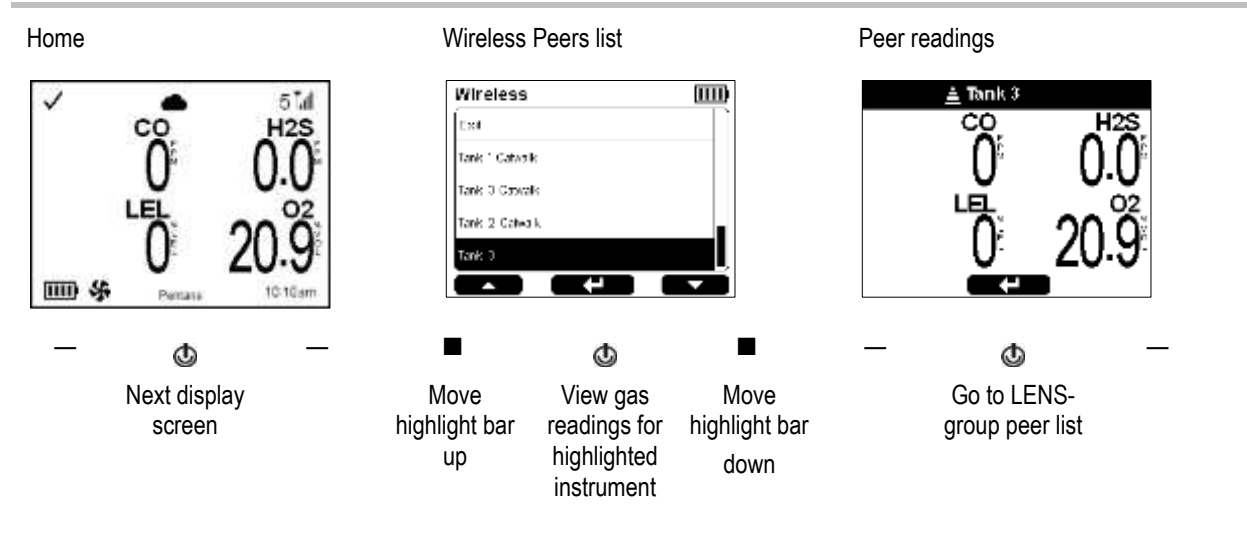 Home
Wireless Peers list
Peer readings
✓ 5
CO H2S
0 0.0
LEL O2
0 20.9
Pentane 10:10am
Wireless
Exit
Tank 1 Catwalk
Tank 3 Catwalk
Tank 2 Catwalk
Tank 3
Tank 3
CO H2S
0 0.0
LEL O2
0 20.9
— —
Next display
screen
■ ■
Move
highlight bar
up
View gas
readings for
highlighted
instrument
Move
highlight bar
down
— —
Go to LENS-
group peer list